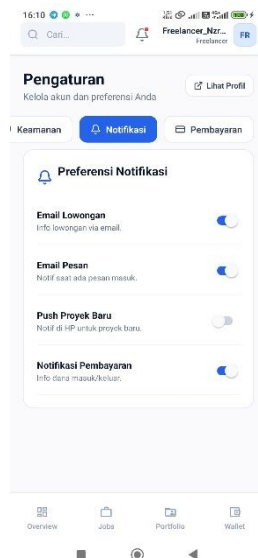 16:10
Cari...
Freelancer_Nzr...
Freelancer
FR
Pengaturan
Kelola akun dan preferensi Anda
Lihat Profil
Keamanan
Notifikasi
Pembayaran
Preferensi Notifikasi
Email Lowongan
Info lowongan via email.
Email Pesan
Notif saat ada pesan masuk.
Push Proyek Baru
Notif di HP untuk proyek baru.
Notifikasi Pembayaran
Info dana masuk/keluar.
Overview
Jobs
Portfolio
Wallet